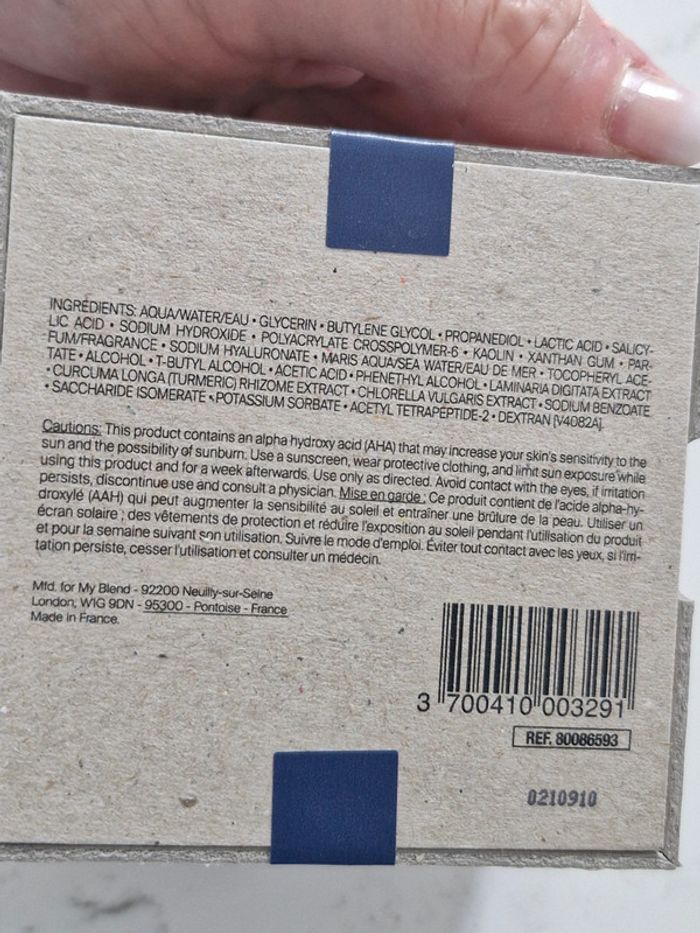 INGREDIENTS: AQUA/WATER/EAU • GLYCERIN • BUTYLENE GLYCOL • PROPANEDIOL • LACTIC ACID • SALICY-
LIC ACID • SODIUM HYDROXIDE • POLYACRYLATE CROSSPOLYMER-6 • KAOLIN • XANTHAN GUM • PAR-
FUM/FRAGRANCE • SODIUM HYALURONATE • MARIS AQUA/SEA WATER/EAU DE MER • TOCOPHERYL ACE-
TATE • ALCOHOL • T-BUTYL ALCOHOL • ACETIC ACID • PHENETHYL ALCOHOL • LAMINARIA DIGITATA EXTRACT
• CURCUMA LONGA (TURMERIC) RHIZOME EXTRACT • CHLORELLA VULGARIS EXTRACT • SODIUM BENZOATE
• SACCHARIDE ISOMERATE • POTASSIUM SORBATE • ACETYL TETRAPEPTIDE-2 • DEXTRAN [V4082A].
Cautions: This product contains an alpha hydroxy acid (AHA) that may increase your skin's sensitivity to the
sun and the possibility of sunburn. Use a sunscreen, wear protective clothing, and limit sun exposure while
using this product and for a week afterwards. Use only as directed. Avoid contact with the eyes, if irritation
persists, discontinue use and consult a physician. Mise en garde : Ce produit contient de l'acide alpha-hy-
droxylé (AAH) qui peut augmenter la sensibilité au soleil et entraîner une brûlure de la peau. Utiliser un
écran solaire ; des vêtements de protection et réduire l'exposition au soleil pendant l'utilisation du produit
et pour la semaine suivant son utilisation. Suivre le mode d'emploi. Éviter tout contact avec les yeux, si l'irri-
tation persiste, cesser l'utilisation et consulter un médecin.
Mfd. for My Blend - 92200 Neuilly-sur-Seine
London, W1G 9DN - 95300 - Pontoise - France
Made in France.
3 700410 003291
REF. 80086593
0210910